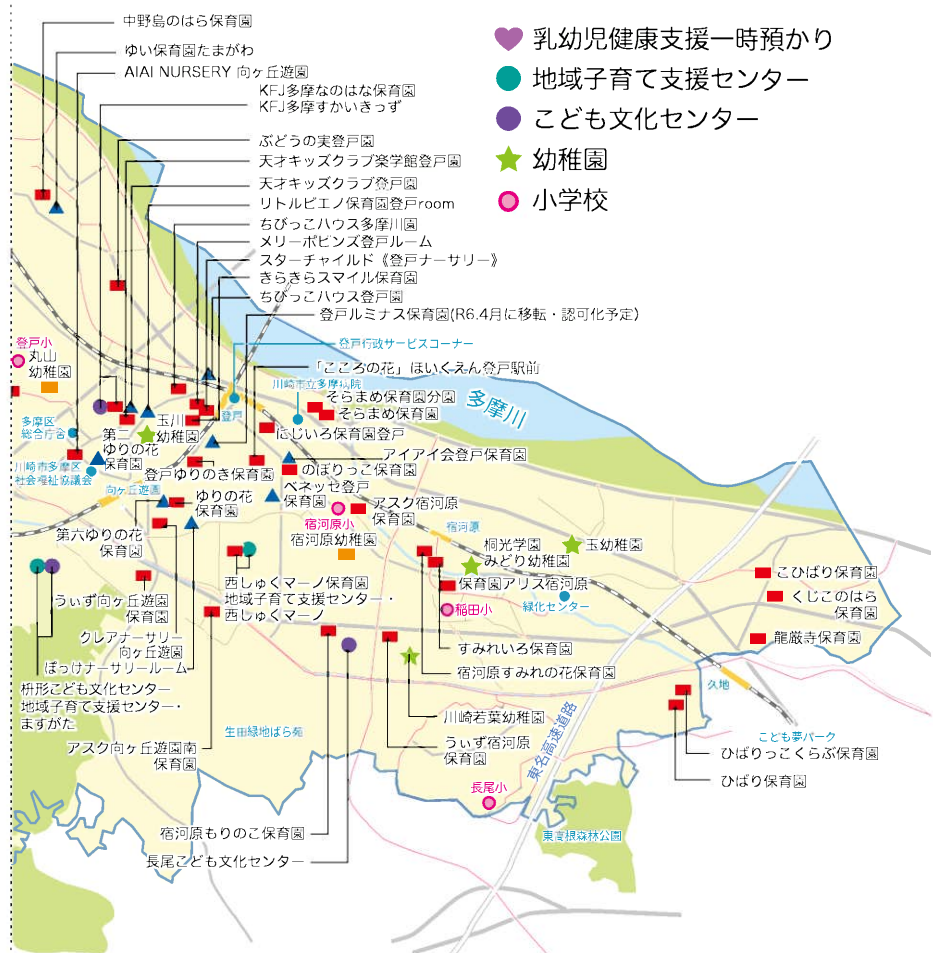 中野島のはら保育園
ゆい保育園たまがわ
AIAI NURSERY 向ヶ丘遊園
KFJ多摩なのはな保育園
KFJ多摩すかいきっず
ぶどうの実登戸園
天才キッズクラブ楽学館登戸園
天才キッズクラブ登戸園
リトルピエノ保育園登戸room
ちびっこハウス多摩川園
メリーポピンズ登戸ルーム
スターチャイルド《登戸ナーサリー》
きらきらスマイル保育園
ちびっこハウス登戸園
登戸ルミナス保育園(R6.4月に移転・認可化予定)
乳幼児健康支援一時預かり
地域子育て支援センター
こども文化センター
幼稚園
小学校
登戸行政サービスコーナー
「こころの花」ほいくえん登戸駅前
川崎市立多摩病院
多摩川
登戸小
丸山
幼稚園
そらまめ保育園分園
そらまめ保育園
登戸
玉川
幼稚園
にじいろ保育園登戸
多摩区
総合庁舎
第二
ゆりの花
保育園
アイアイ会登戸保育園
川崎市多摩区
社会福祉協議会
登戸ゆりのき保育園
のぼりっこ保育園
向ヶ丘遊園
ゆりの花
保育園
ベネッセ登戸
保育園
アスク宿河原
保育園
宿河原小
宿河原幼稚園
宿河原
第六ゆりの花
保育園
桐光学園
みどり幼稚園
玉幼稚園
西しゅくマーノ保育園
地域子育て支援センター・
西しゅくマーノ
保育園アリス宿河原
稲田小
緑化センター
こひばり保育園
くじこのはら
保育園
龍厳寺保育園
うぃず向ヶ丘遊園
保育園
クレアナーサリー
向ヶ丘遊園
ぽっけナーサリールーム
すみれいろ保育園
宿河原すみれの花保育園
枡形こども文化センター
地域子育て支援センター・
ますがた
久地
川崎若葉幼稚園
生田緑地ばら苑
アスク向ヶ丘遊園南
保育園
うぃず宿河原
保育園
東名高速道路
こども夢パーク
ひばりっこくらぶ保育園
ひばり保育園
長尾小
宿河原もりのこ保育園
東高根森林公園
長尾こども文化センター